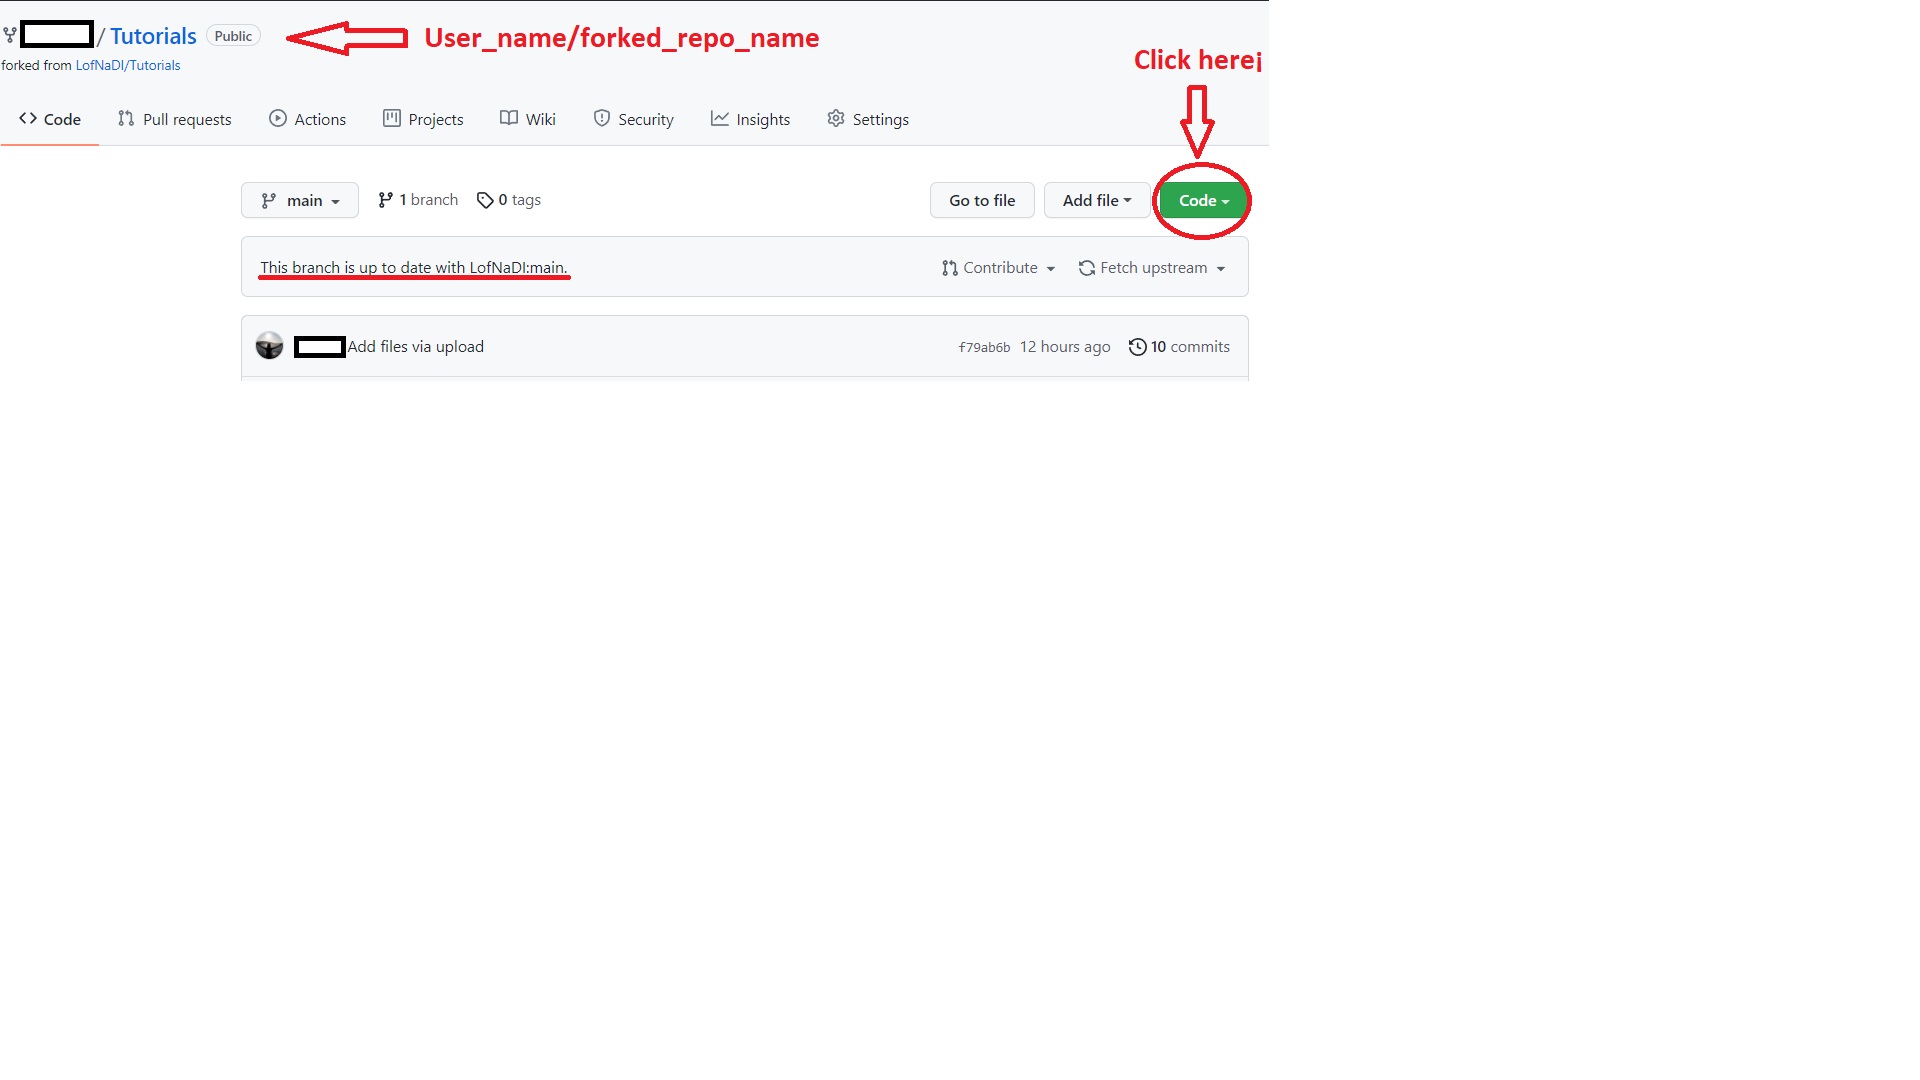 / Tutorials Public
User_name/forked_repo_name
forked from LofNaDI/Tutorials
Click here¡
Code Pull requests Actions Projects Wiki Security Insights Settings
main 1 branch 0 tags Go to file Add file Code
This branch is up to date with LofNaDI:main. Contribute Fetch upstream
Add files via upload f79ab6b 12 hours ago 10 commits